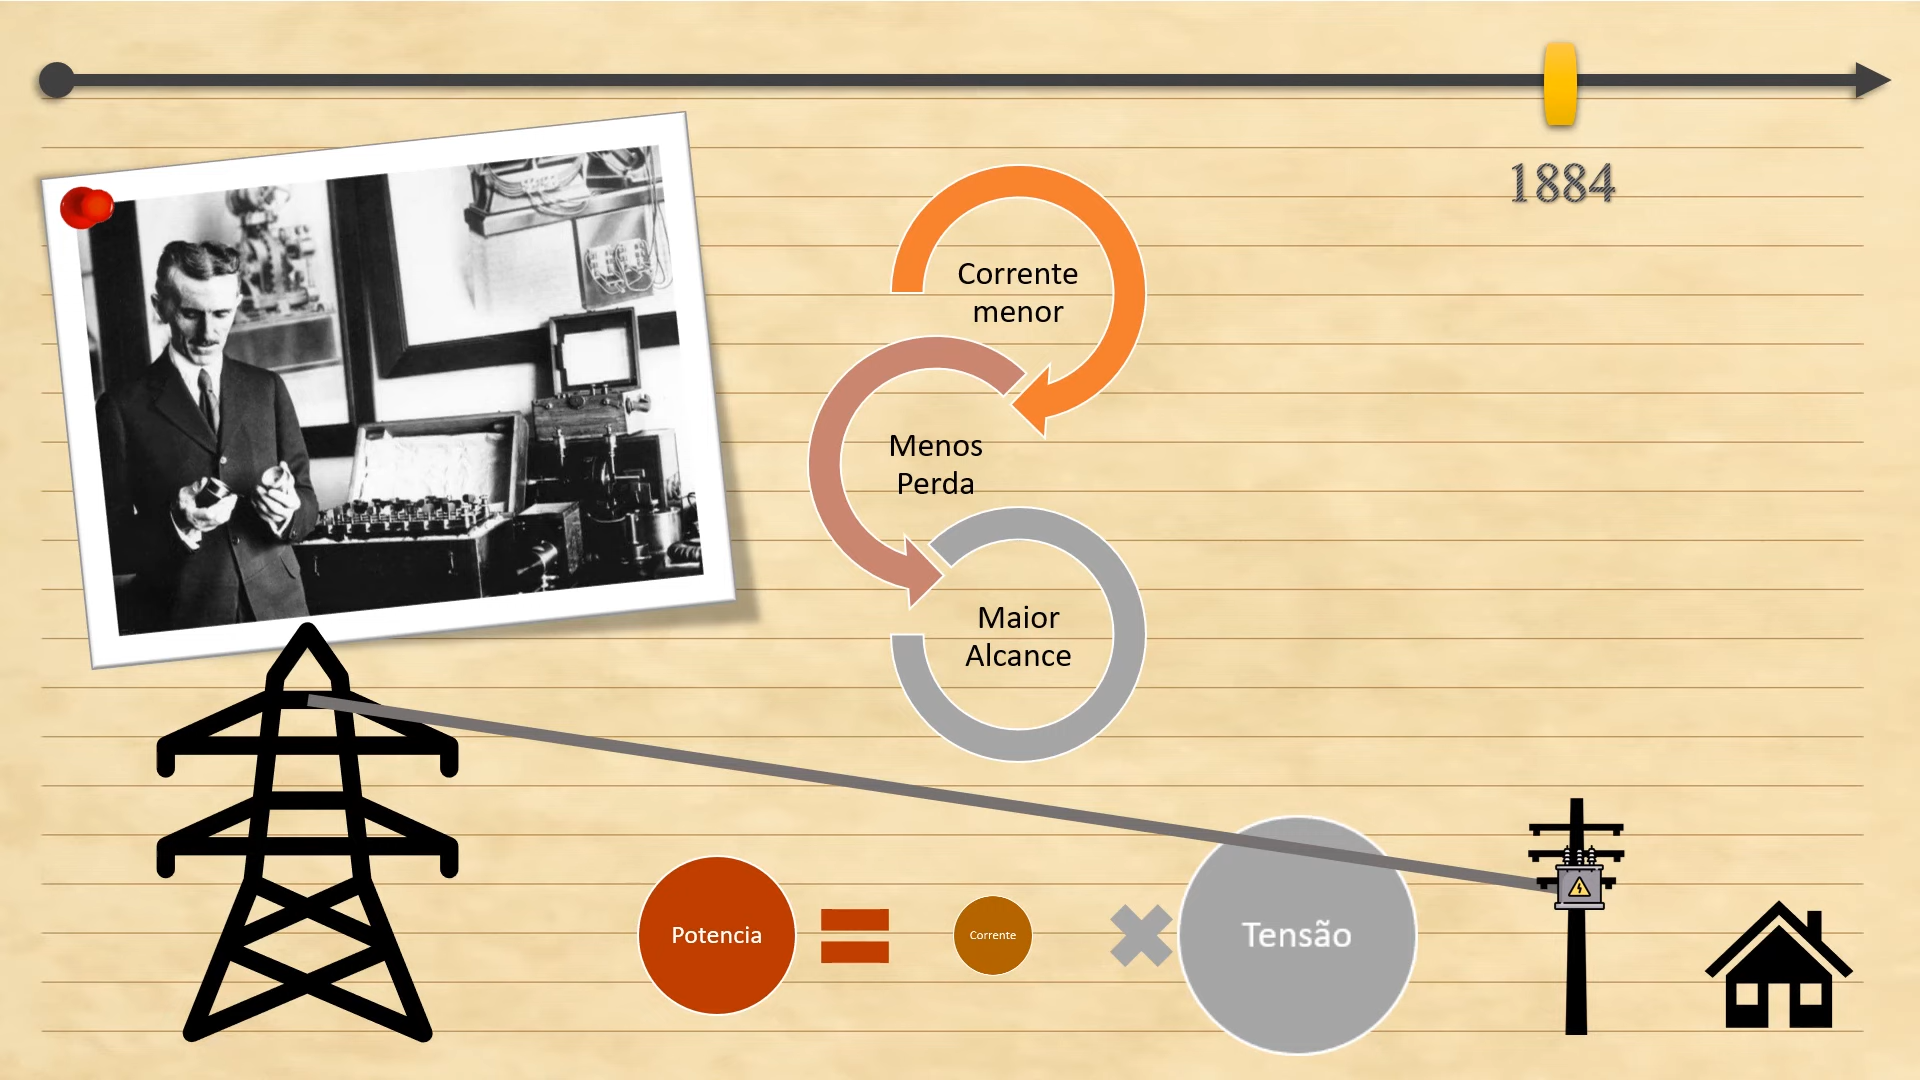 1884
Corrente
menor
Menos
Perda
Maior
Alcance
Potencia
Corrente
Tensão